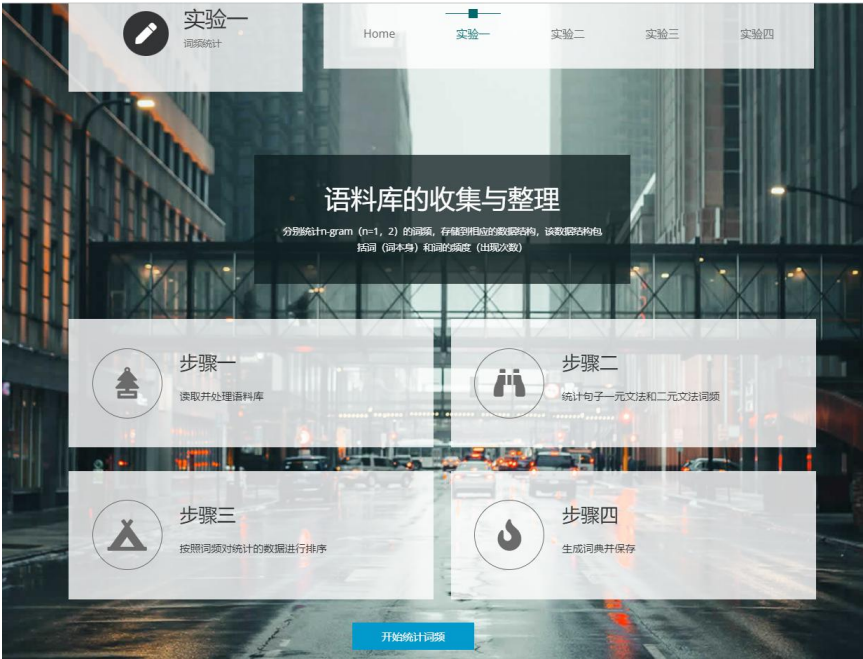 实验一
词频统计
Home
实验一
实验二
实验三
实验四
语料库的收集与整理
分别统计n-gram（n=1，2）的词频，存储到相应的数据结构，该数据结构包
括词（词本身）和词的频度（出现次数）
步骤一
读取并处理语料库
步骤二
统计句子一元文法和二元文法词频
步骤三
按照词频对统计的数据进行排序
步骤四
生成词典并保存
开始统计词频